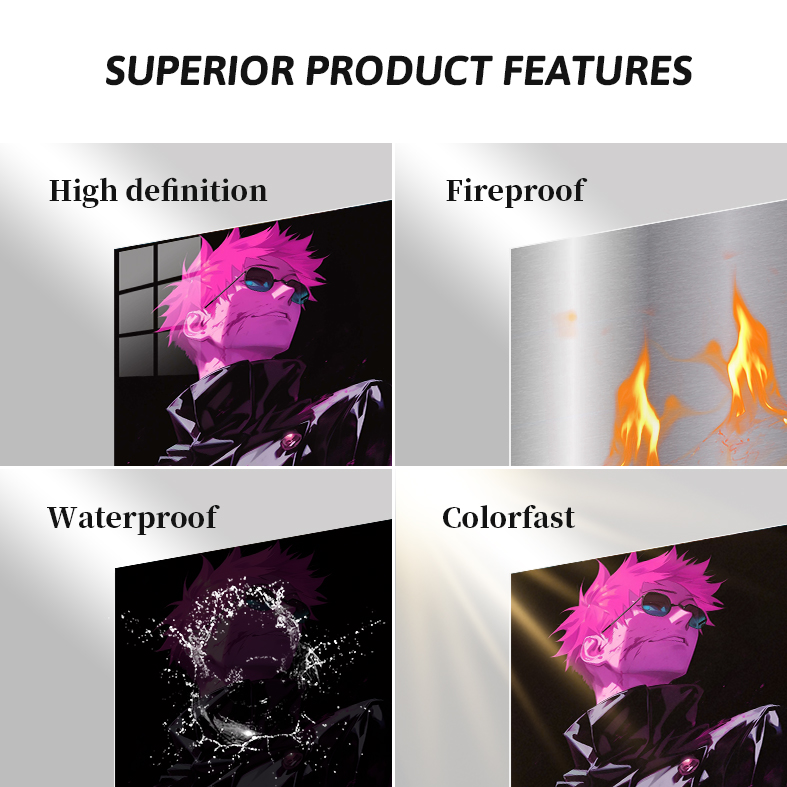 SUPERIOR PRODUCT FEATURES
High definition
Fireproof
Waterproof
Colorfast